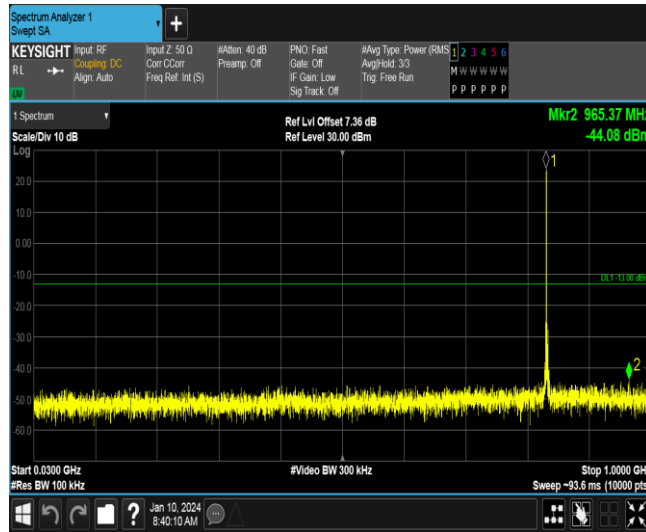 Spectrum Analyzer 1
Swept SA
KEYSIGHT
RL
LXI
Input: RF
Coupling: DC
Align: Auto
Input Z: 50 Ω
Corr CCorr
Freq Ref: Int (S)
#Atten: 40 dB
Preamp: Off
PNO: Fast
Gate: Off
IF Gain: Low
Sig Track: Off
#Avg Type: Power (RMS
Avg|Hold: 3/3
Trig: Free Run
1 2 3 4 5 6
M W W W W W
P P P P P P
1 Spectrum
Scale/Div 10 dB
Log
Ref Lvl Offset 7.36 dB
Ref Level 30.00 dBm
Mkr2 965.37 MHz
-44.08 dBm
1
20.0
10.0
0.00
-10.0
DL1 -13.00 dBm
-20.0
-30.0
-40.0
2
-50.0
-60.0
Start 0.0300 GHz
#Res BW 100 kHz
#Video BW 300 kHz
Stop 1.0000 GH
Sweep ~93.6 ms (10000 pts
?
Jan 10, 2024
8:40:10 AM